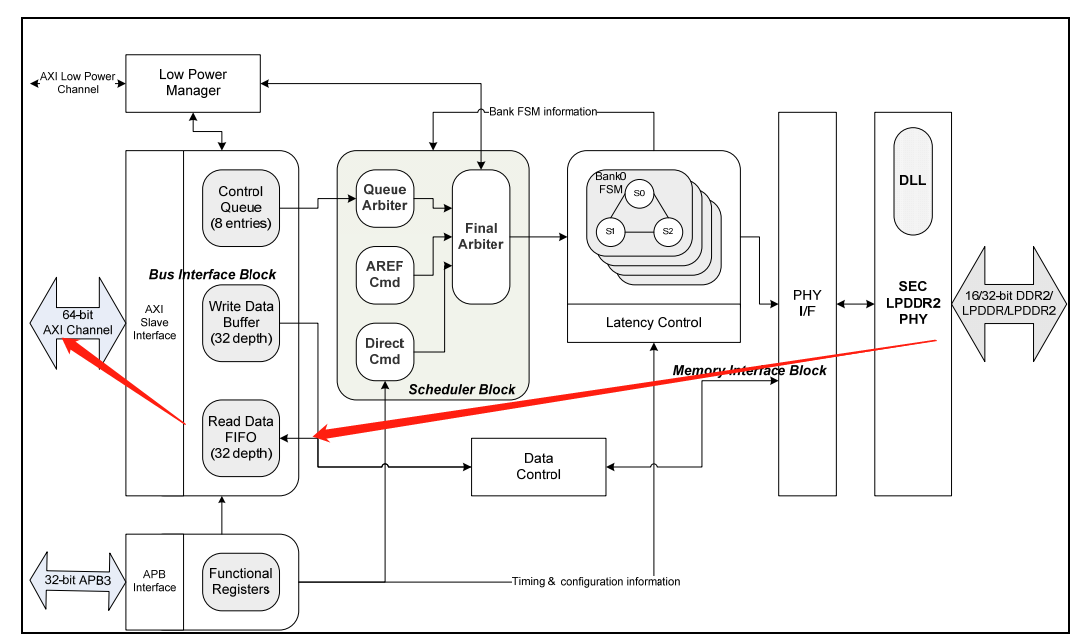 AXI Low Power
Channel
Low Power
Manager
Bank FSM information
Control
Queue
(8 entries)
Queue
Arbiter
Final
Arbiter
Bank0
FSM
S0
S1
S2
DLL
Bus Interface Block
AREF
Cmd
64-bit
AXI Channel
AXI
Slave
Interface
Write Data
Buffer
(32 depth)
Direct
Cmd
Latency Control
PHY
I/F
SEC
LPDDR2
PHY
16/32-bit DDR2/
LPDDR/LPDDR2
Scheduler Block
Memory Interface Block
Read Data
FIFO
(32 depth)
Data
Control
32-bit APB3
APB
Interface
Functional
Registers
Timing & configuration information